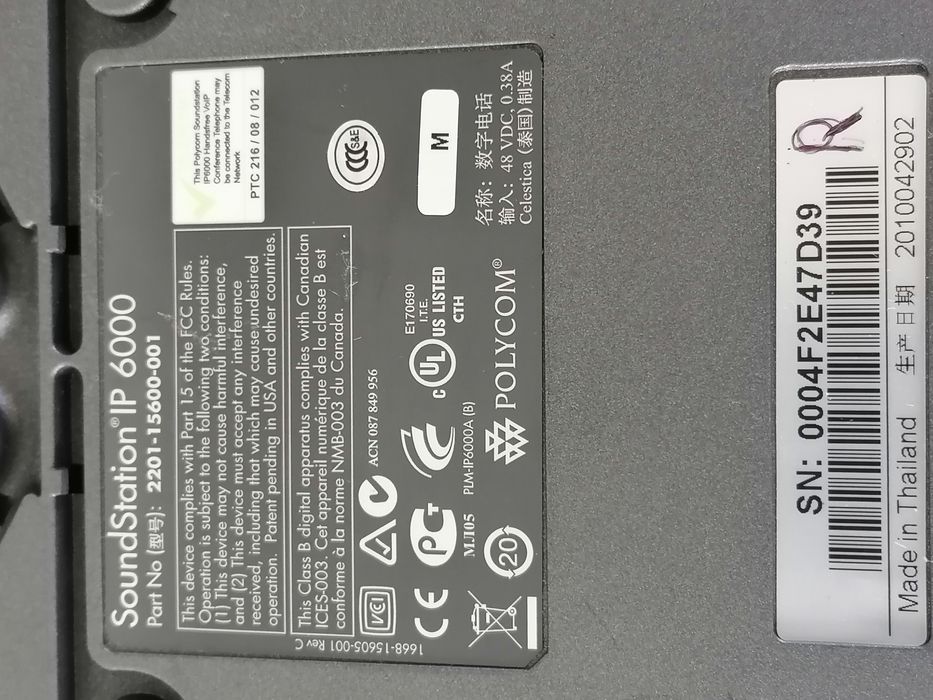 SoundStation® IP 6000
Part No (型号): 2201-15600-001
This device complies with Part 15 of the FCC Rules.
Operation is subject to the following two conditions:
(1) This device may not cause harmful interference,
and (2) This device must accept any interference
received, including that which may cause undesired
operation. Patent pending in USA and other countries.
This Class B digital apparatus complies with Canadian
ICES-003. Cet appareil numérique de la classe B est
conforme à la norme NMB-003 du Canada.
This Polycom Soundstation
IP6000 Handsfree VoIP
Conference Telephone may
be connected to the Telecom
Network
PTC 216 / 08 / 012
CCC S&E
M
VCI
ACN 087 849 956
CE
PCT
MJ05
PLM-IP6000A (B)
c UL US LISTED
E170690
I.T.E.
CTH
20
POLYCOM®
名称: 数字电话
输入: 48 VDC, 0.38A
Celestica (泰国) 制造
1668-15605-001 Rev C
R
SN: 0004F2E47D39
Made in Thailand 生产日期 2010042902